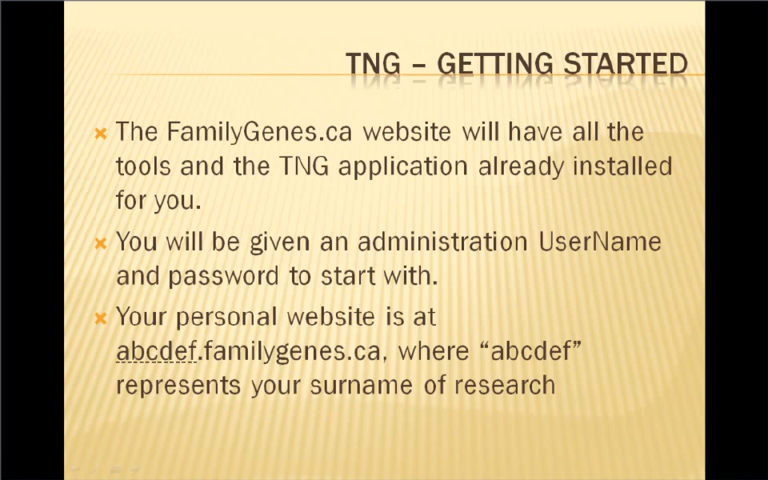 TNG – GETTING STARTED
The FamilyGenes.ca website will have all the
tools and the TNG application already installed
for you.
You will be given an administration UserName
and password to start with.
Your personal website is at
abcdef.familygenes.ca, where “abcdef”
represents your surname of research